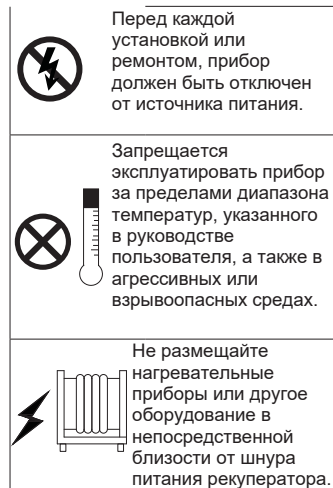 Перед каждой
установкой или
ремонтом, прибор
должен быть отключен
от источника питания.
Запрещается
эксплуатировать прибор
за пределами диапазона
температур, указанного
в руководстве
пользователя, а также в
агрессивных или
взрывоопасных средах.
Не размещайте
нагревательные
приборы или другое
оборудование в
непосредственной
близости от шнура
питания рекуператора.